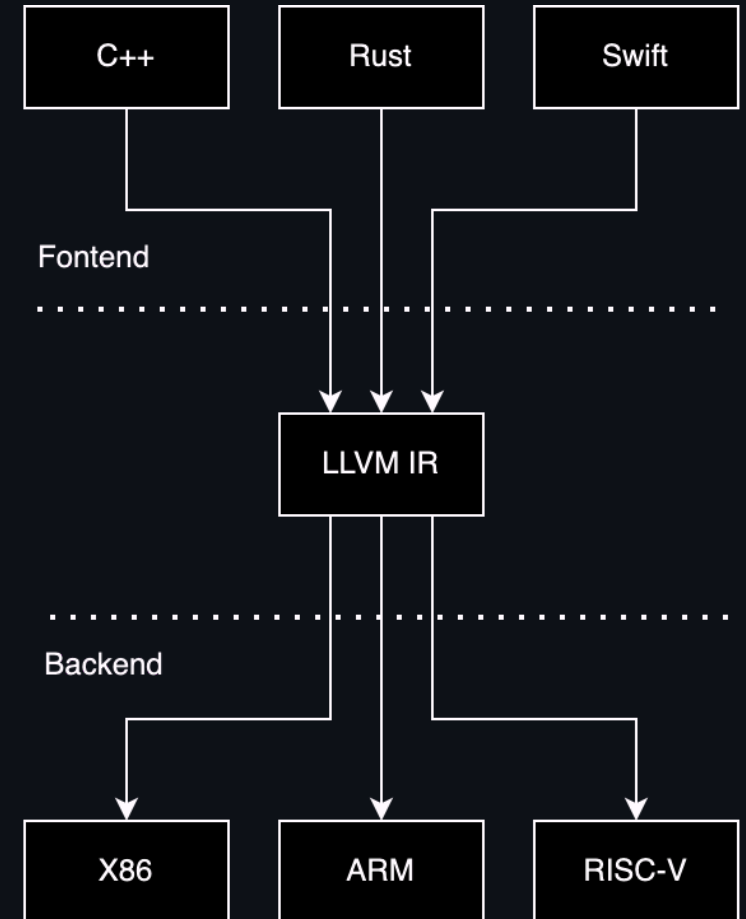 C++
Rust
Swift
Fontend
LLVM IR
Backend
X86
ARM
RISC-V